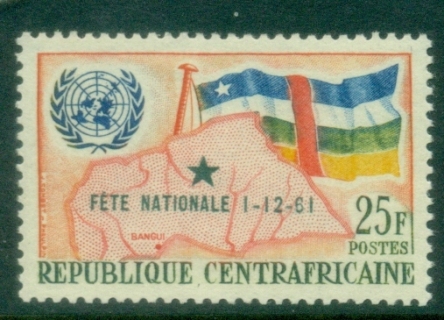 FÊTE NATIONALE 1-12-61
BANGUI
25F
POSTES
REPUBLIQUE CENTRAFRICAINE